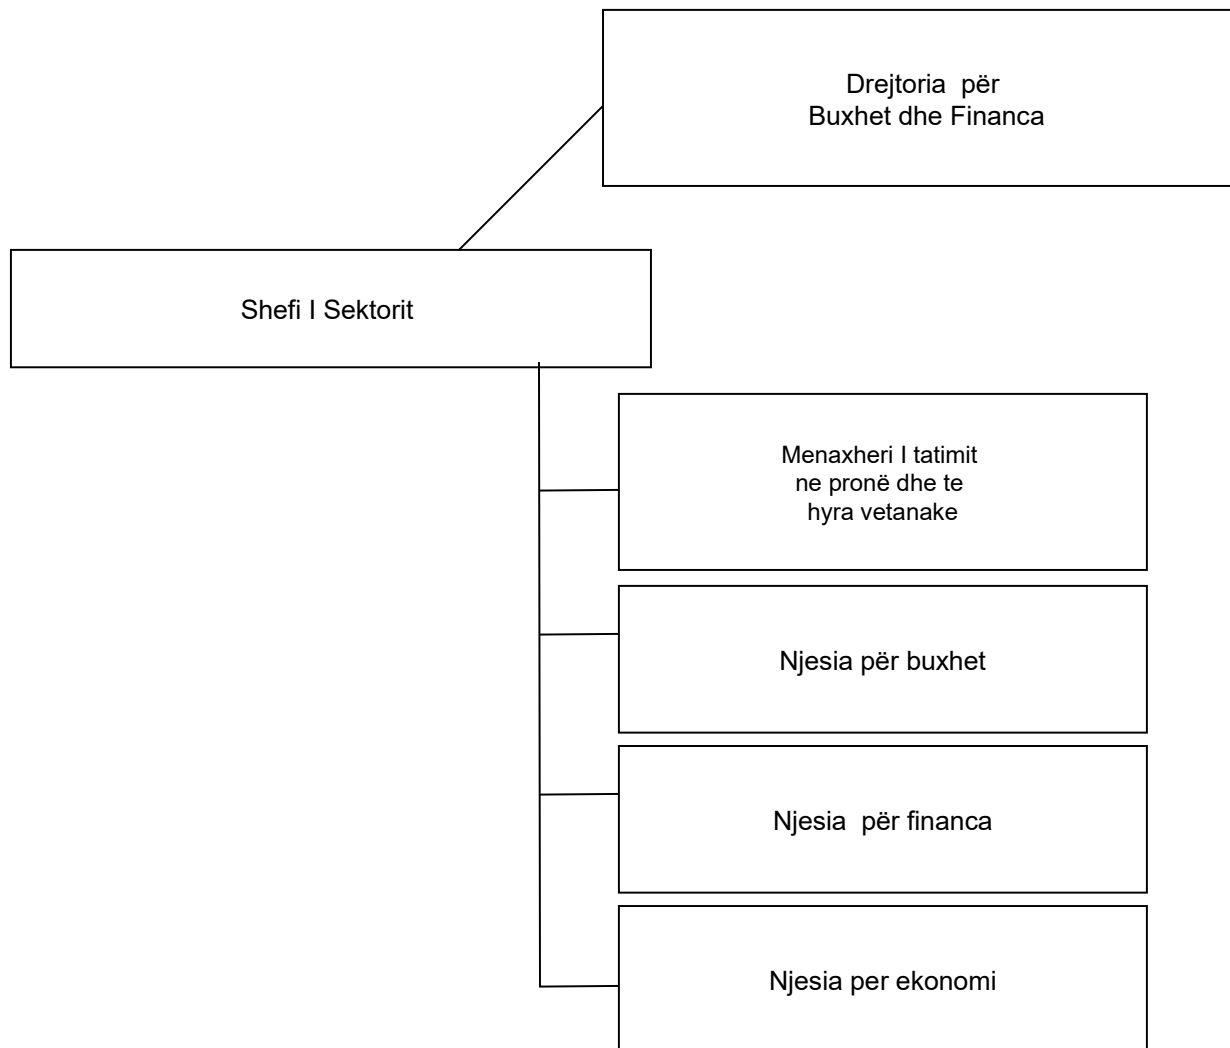 Drejtoria për
Buxhet dhe Financa
Shefi I Sektorit
Menaxheri I tatimit
ne pronë dhe te
hyra vetanake
Njesia për buxhet
Njesia për financa
Njesia per ekonomi